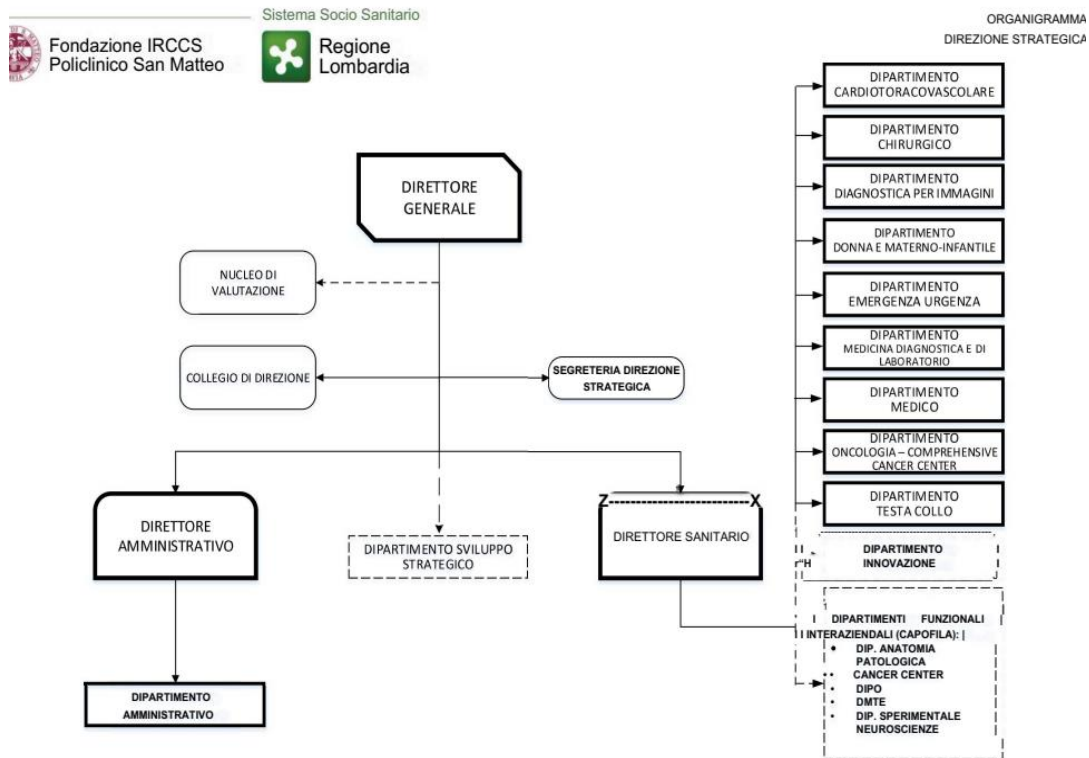 Sistema Socio Sanitario
Fondazione IRCCS
Policlinico San Matteo
Regione
Lombardia
ORGANIGRAMMA
DIREZIONE STRATEGICA
DIRETTORE
GENERALE
NUCLEO DI
VALUTAZIONE
COLLEGIO DI DIREZIONE
SEGRETERIA DIREZIONE
STRATEGICA
DIRETTORE
AMMINISTRATIVO
DIPARTIMENTO SVILUPPO
STRATEGICO
Z X
DIRETTORE SANITARIO
DIPARTIMENTO
AMMINISTRATIVO
DIPARTIMENTO
CARDIOTORACOVASCOLARE
DIPARTIMENTO
CHIRURGICO
DIPARTIMENTO
DIAGNOSTICA PER IMMAGINI
DIPARTIMENTO
DONNA E MATERNO-INFANTILE
DIPARTIMENTO
EMERGENZA URGENZA
DIPARTIMENTO
MEDICINA DIAGNOSTICA E DI
LABORATORIO
DIPARTIMENTO
MEDICO
DIPARTIMENTO
ONCOLOGIA – COMPREHENSIVE
CANCER CENTER
DIPARTIMENTO
TESTA COLLO
DIPARTIMENTO
INNOVAZIONE
DIPARTIMENTI FUNZIONALI
INTERAZIENDALI (CAPOFILA):
• DIP. ANATOMIA
PATOLOGICA
• CANCER CENTER
• DIPO
• DMTE
• DIP. SPERIMENTALE
NEUROSCIENZE